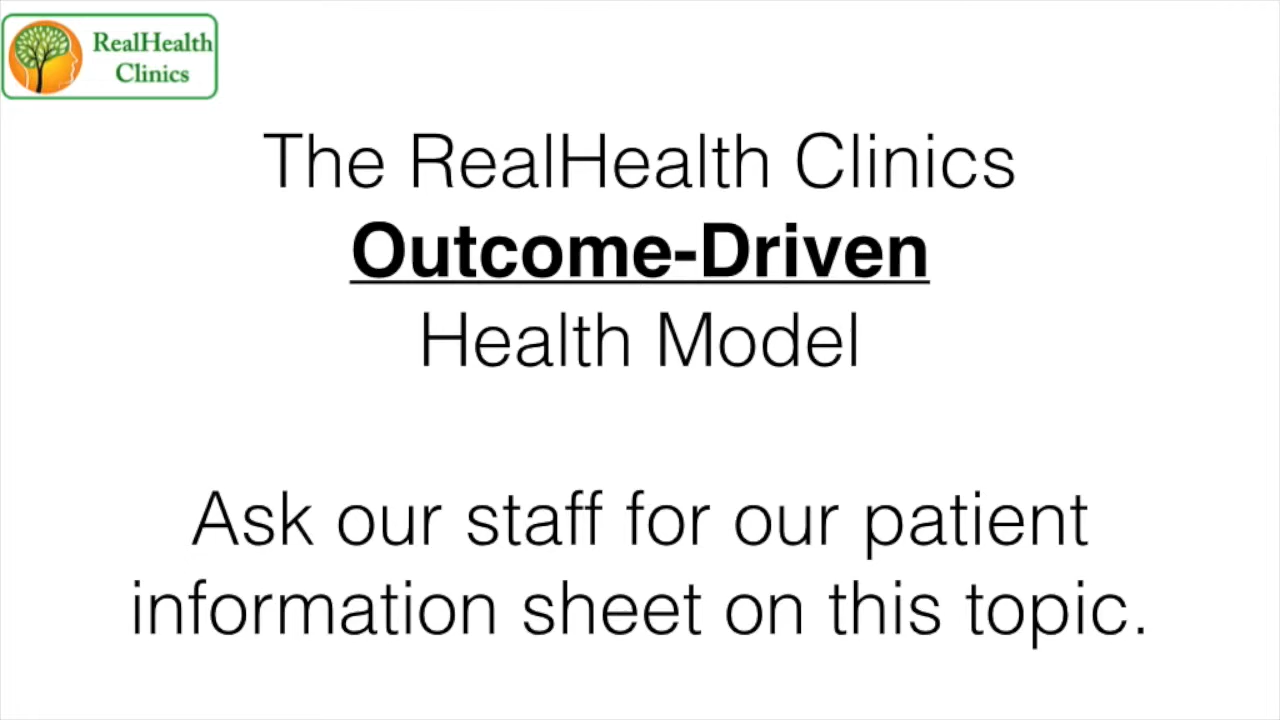 RealHealth
Clinics
The RealHealth Clinics
Outcome-Driven
Health Model
Ask our staff for our patient
information sheet on this topic.